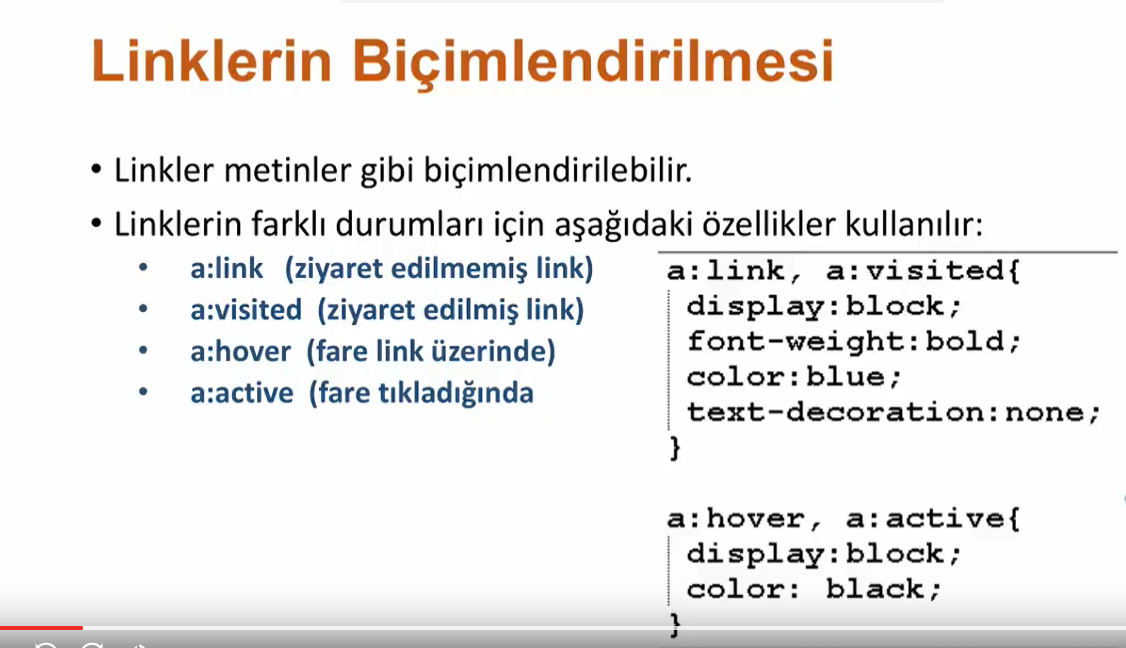 Linklerin Biçimlendirilmesi
• Linkler metinler gibi biçimlendirilebilir.
• Linklerin farklı durumları için aşağıdaki özellikler kullanılır:
• a:link (ziyaret edilmemiş link)
• a:visited (ziyaret edilmiş link)
• a:hover (fare link üzerinde)
• a:active (fare tıkladığında
a:link, a:visited{
display:block;
font-weight:bold;
color:blue;
text-decoration:none;
}
a:hover, a:active{
display:block;
color: black;
}